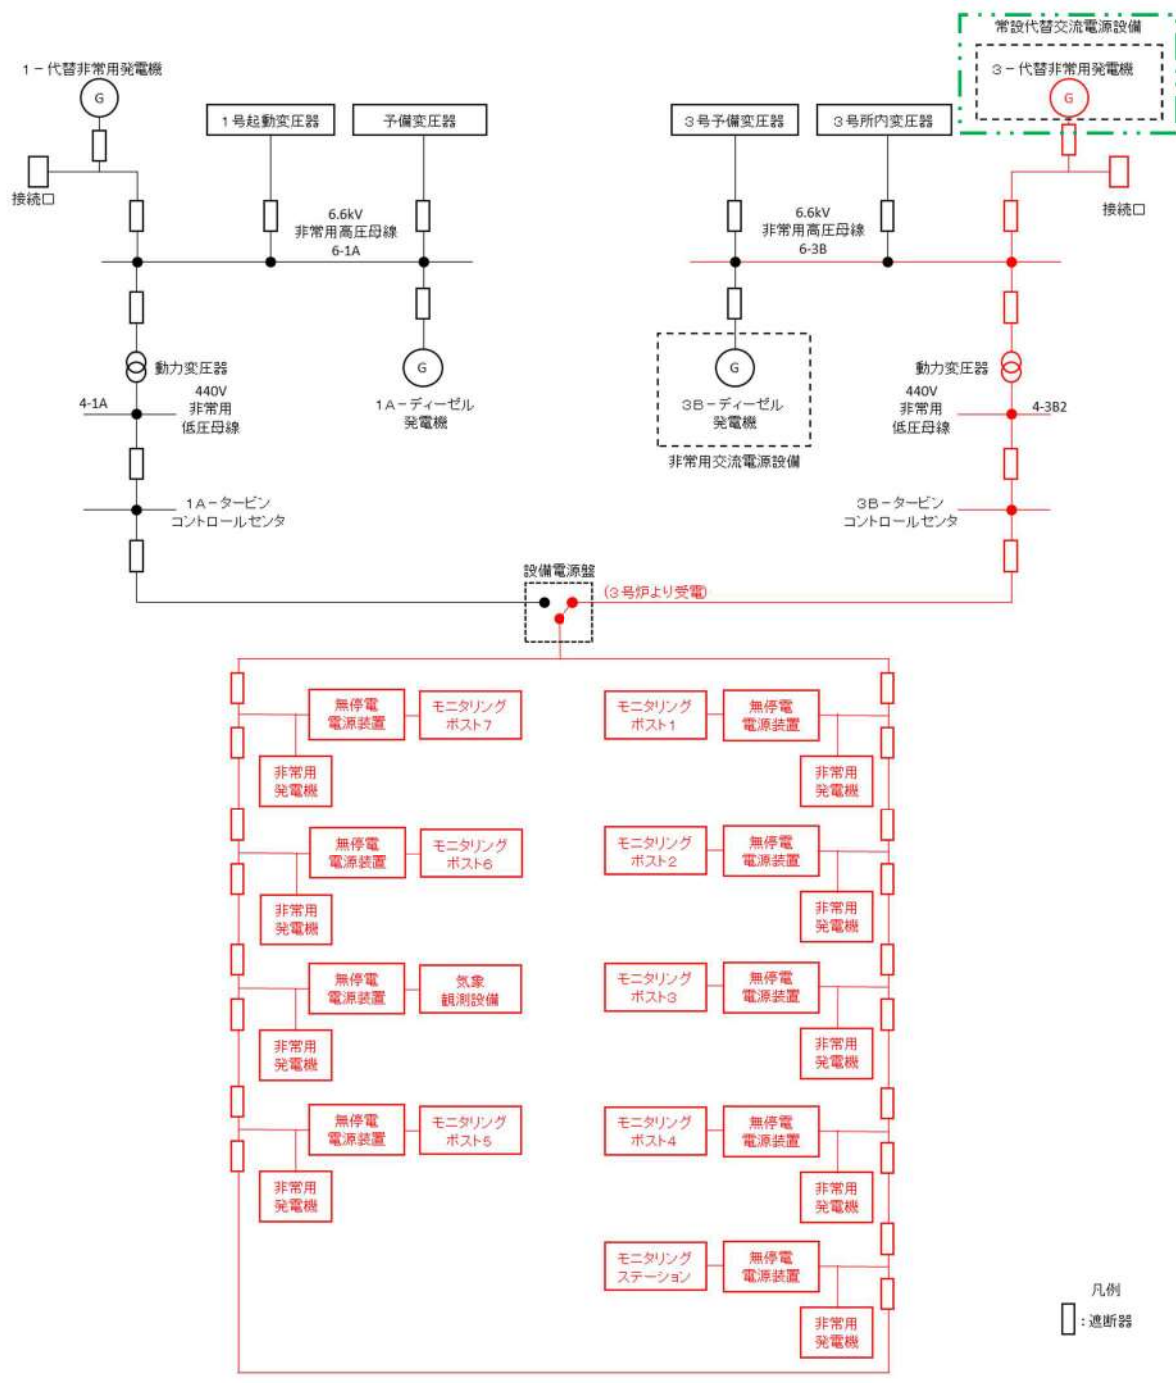 常設代替交流電源設備
1－代替非常用発電機
G
3－代替非常用発電機
G
1号起動変圧器
予備変圧器
3号予備変圧器
3号所内変圧器
接続口
接続口
6.6kV
非常用高圧母線
6-1A
6.6kV
非常用高圧母線
6-3B
動力変圧器
G
G
動力変圧器
4-1A
440V
非常用
低圧母線
1A－ディーゼル
発電機
3B－ディーゼル
発電機
非常用交流電源設備
440V
非常用
低圧母線
4-3B2
1A－タービン
コントロールセンタ
3B－タービン
コントロールセンタ
設備電源盤
(3号炉より受電)
無停電
電源装置
モニタリング
ポスト7
非常用
発電機
モニタリング
ポスト1
無停電
電源装置
非常用
発電機
無停電
電源装置
モニタリング
ポスト6
非常用
発電機
モニタリング
ポスト2
無停電
電源装置
非常用
発電機
無停電
電源装置
気象
観測設備
非常用
発電機
モニタリング
ポスト3
無停電
電源装置
非常用
発電機
無停電
電源装置
モニタリング
ポスト5
非常用
発電機
モニタリング
ポスト4
無停電
電源装置
非常用
発電機
モニタリング
ステーション
無停電
電源装置
非常用
発電機
凡例
：遮断器